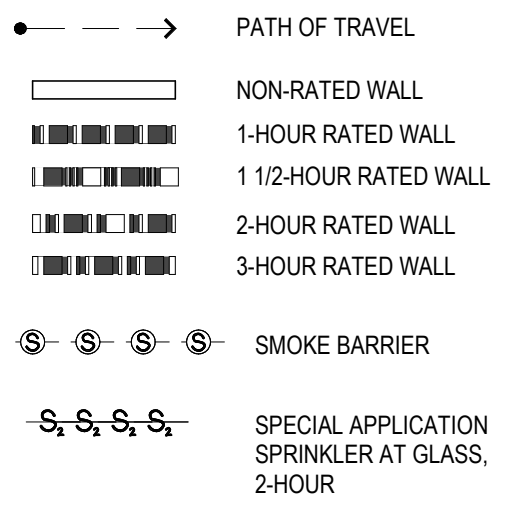 PATH OF TRAVEL
NON-RATED WALL
1-HOUR RATED WALL
1 1/2-HOUR RATED WALL
2-HOUR RATED WALL
3-HOUR RATED WALL
S S S S SMOKE BARRIER
S2 S2 S2 S2 SPECIAL APPLICATION
SPRINKLER AT GLASS,
2-HOUR